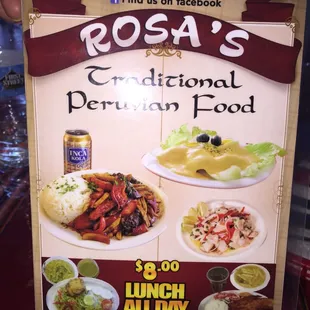 Find us on facebook
ROSA'S
Traditional
Peruvian Food
INCA
KOLA
$8.00
LUNCH
ALL DAY